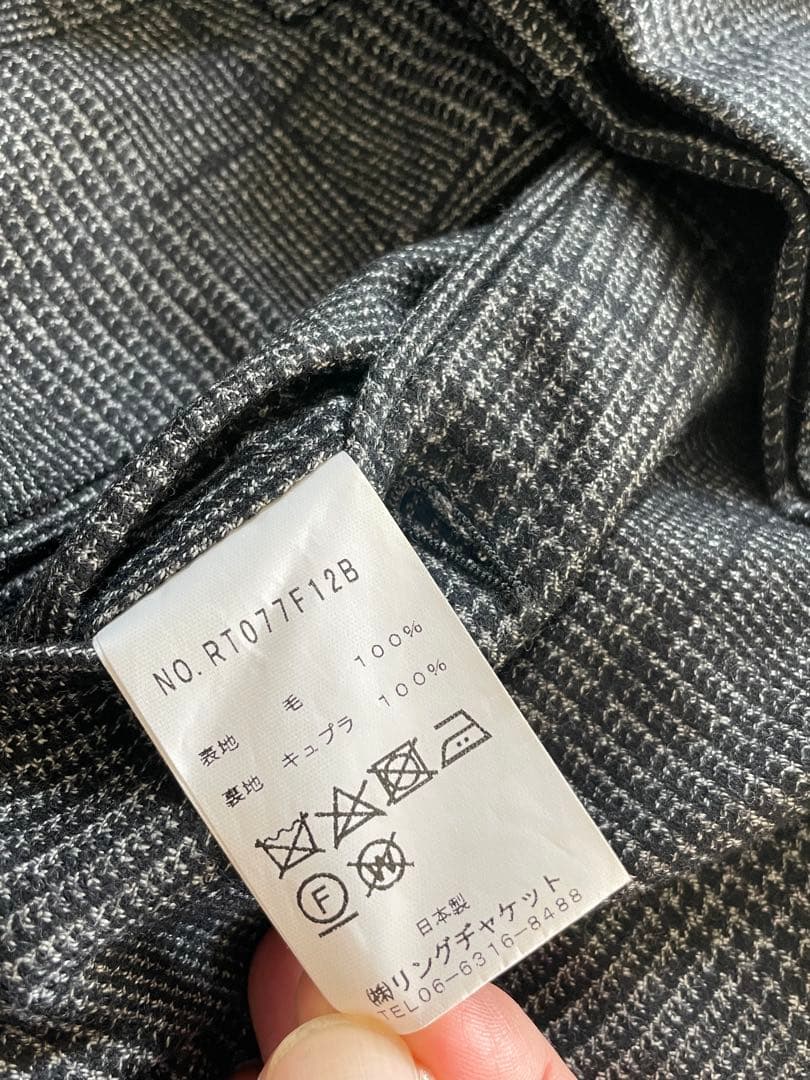 NO.RT077F12B
表地 毛 100%
裏地 キュプラ 100%
F W
日本製
㈱リングヂャケット
TEL06-6316-8488